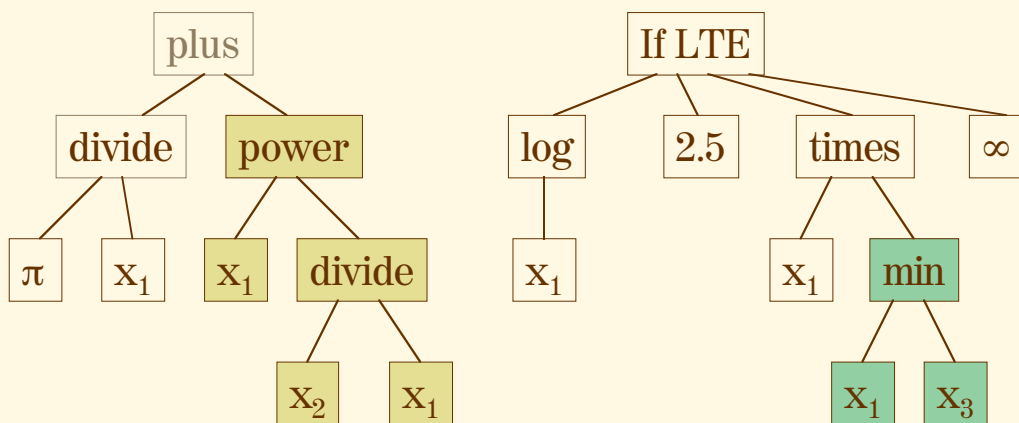 plus If LTE
divide power log 2.5 times ∞
π x₁ x₁ divide x₁ x₁ min
x₂ x₁ x₁ x₃